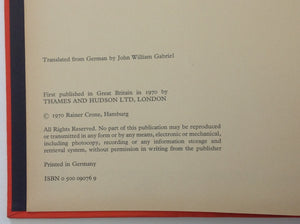 Translated from German by John William Gabriel
First published in Great Britain in 1970 by
THAMES AND HUDSON LTD, LONDON
© 1970 Rainer Crone, Hamburg
All Rights Reserved. No part of this publication may be reproduced
or transmitted in any form or by any means, electronic or mechanical,
including photocopy, recording or any information storage and
retrieval system, without permission in writing from the publisher
Printed in Germany
ISBN 0 500 09076 9